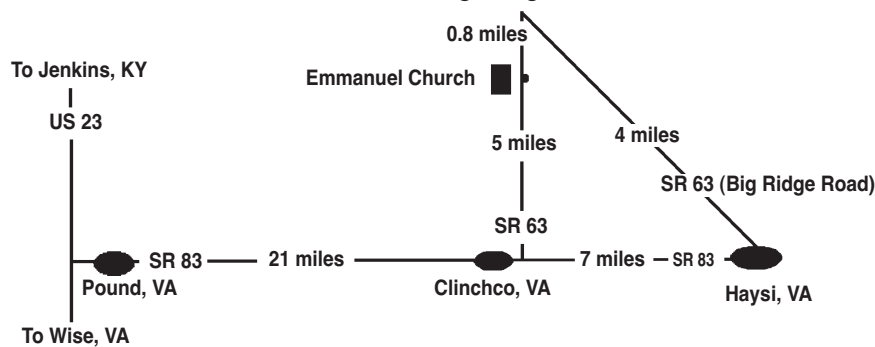 0.8 miles
To Jenkins, KY
Emmanuel Church
US 23
4 miles
5 miles
SR 63 (Big Ridge Road)
SR 63
SR 83
21 miles
7 miles
SR 83
Pound, VA
Clinchco, VA
Haysi, VA
To Wise, VA